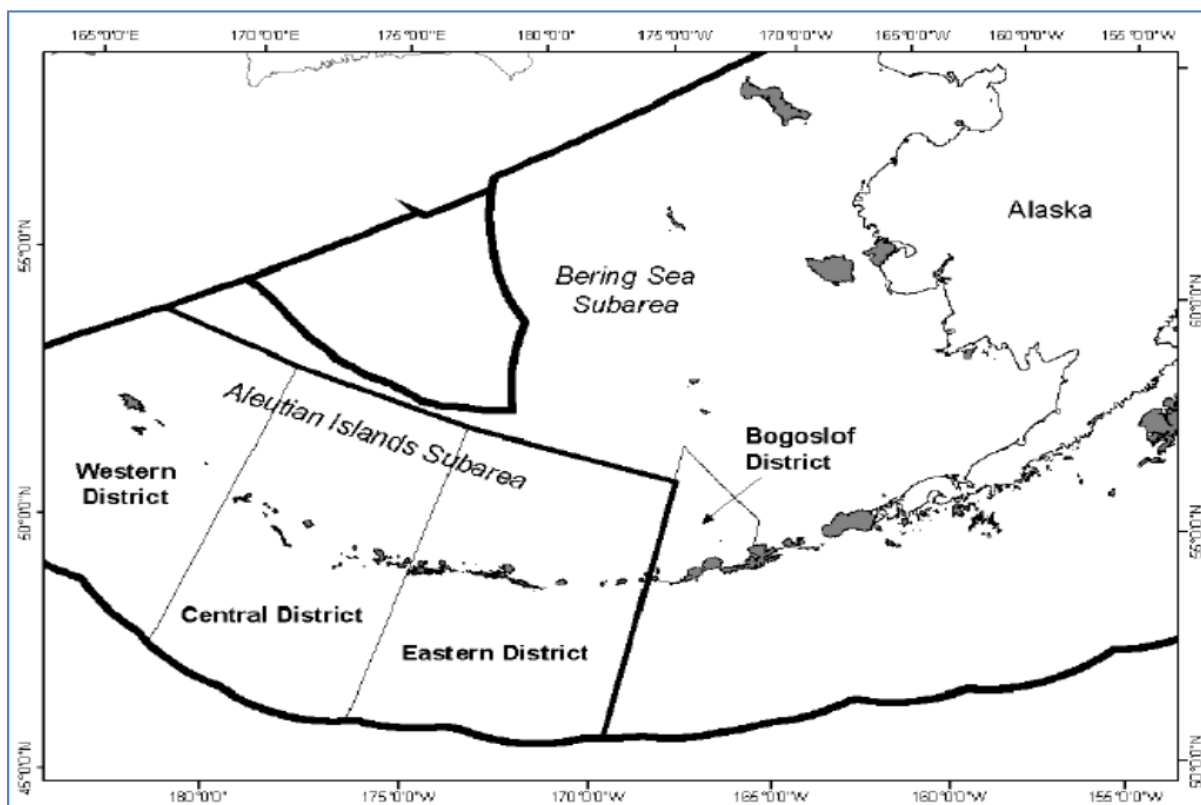 165°0'0"E 170°0'0"E 180°0'0" 175°0'0"W 170°0'0"W 165°0'0"W 160°0'0"W 155°0'0"W
55°0'0"N
Alaska
Bering Sea
Subarea
60°0'0"N
Aleutian Islands Subarea
Bogoslof
District
Western
District
50°0'0"N
55°0'0"N
Central District
Eastern District
45°0'0"N
50°0'0"N
180°0'0" 175°0'0"W 170°0'0"W 165°0'0"W 160°0'0"W 155°0'0"W